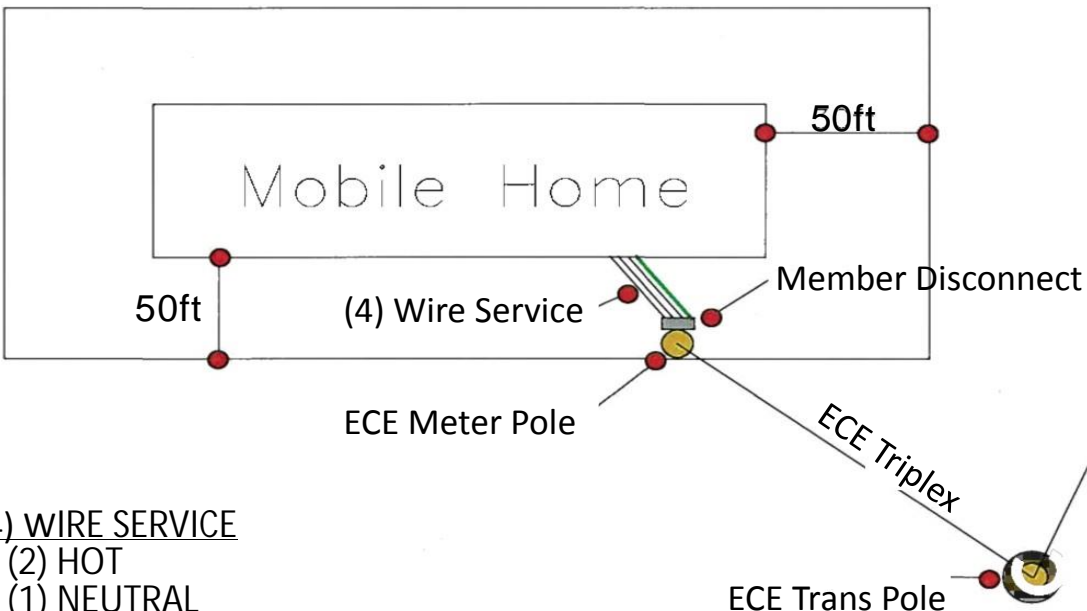 50ft
Mobile Home
Member Disconnect
50ft
(4) Wire Service
ECE Meter Pole
ECE Triplex
) WIRE SERVICE
(2) HOT
(1) NEUTRAL
ECE Trans Pole